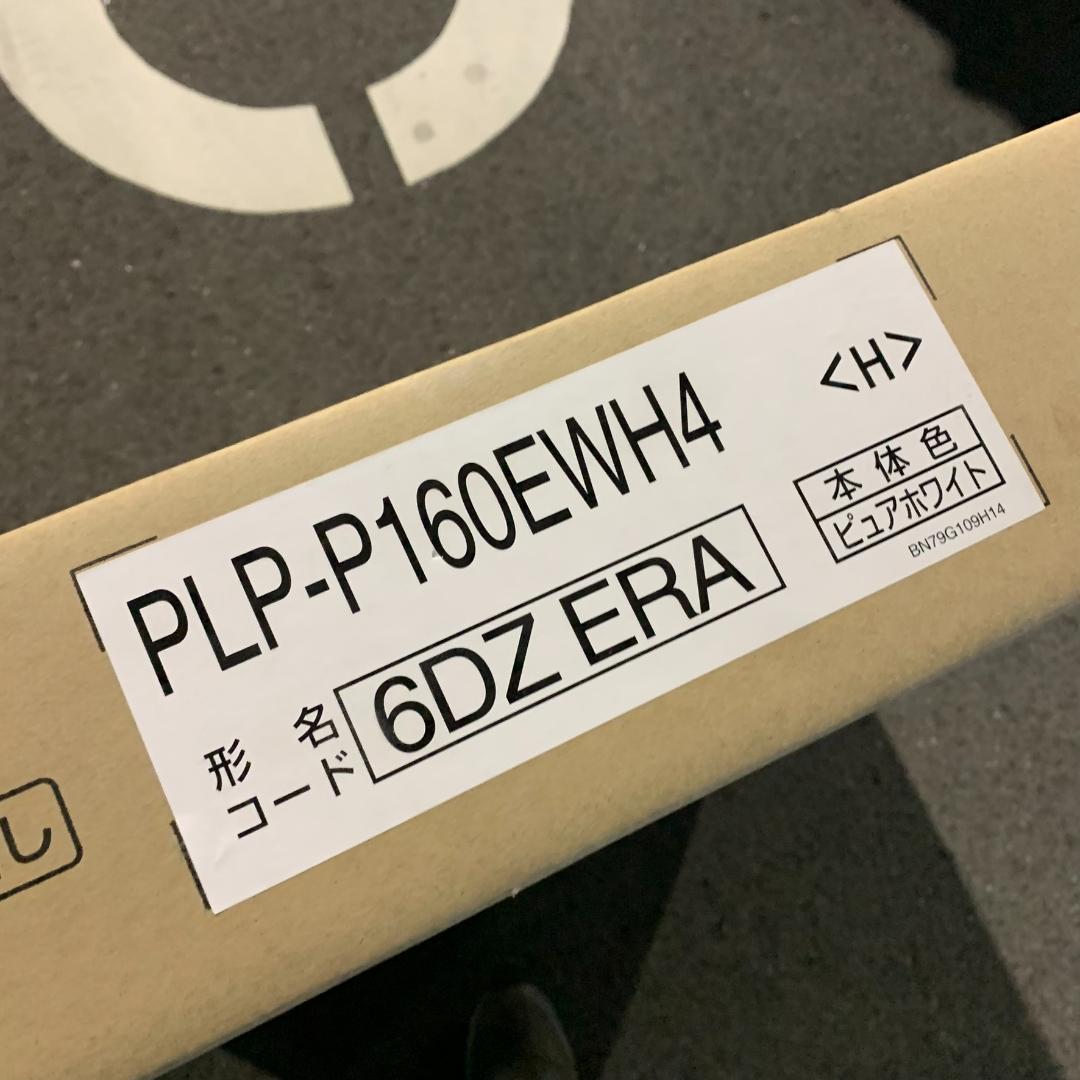 PLP-P160EWH4
<H>
形名
コード
6DZ ERA
本体色
ピュアホワイト
BN79G109H14
し